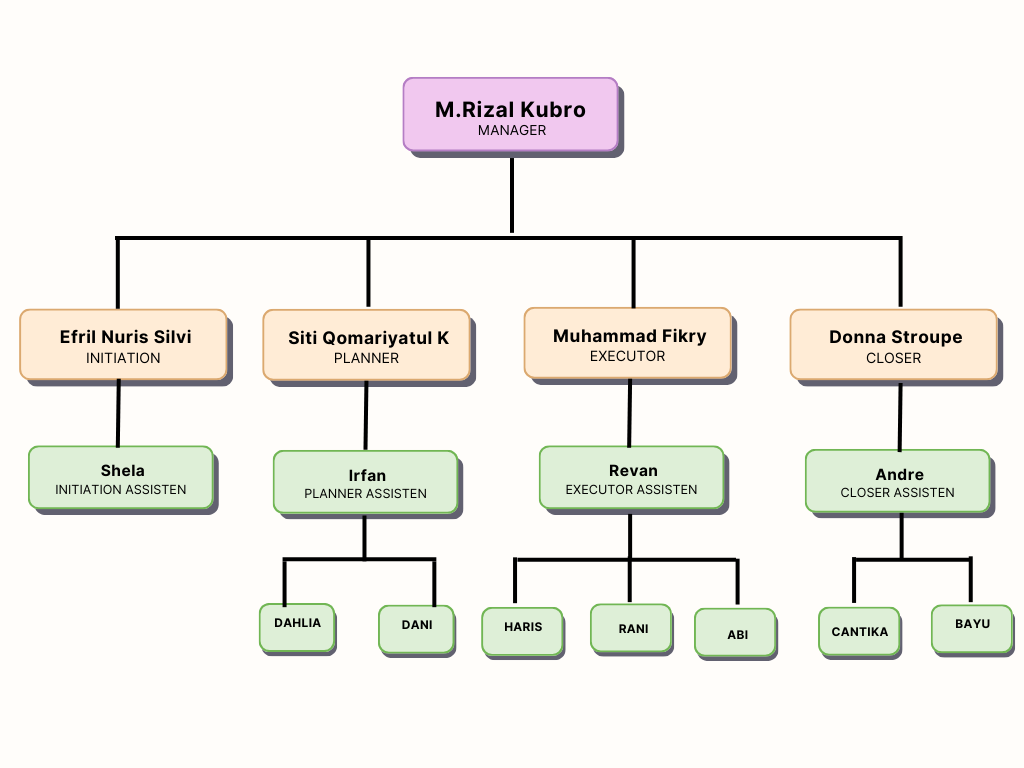 M.Rizal Kubro
MANAGER
Efril Nuris Silvi
INITIATION
Siti Qomariyatul K
PLANNER
Muhammad Fikry
EXECUTOR
Donna Stroupe
CLOSER
Shela
INITIATION ASSISTEN
Irfan
PLANNER ASSISTEN
Revan
EXECUTOR ASSISTEN
Andre
CLOSER ASSISTEN
DAHLIA
DANI
HARIS
RANI
ABI
CANTIKA
BAYU